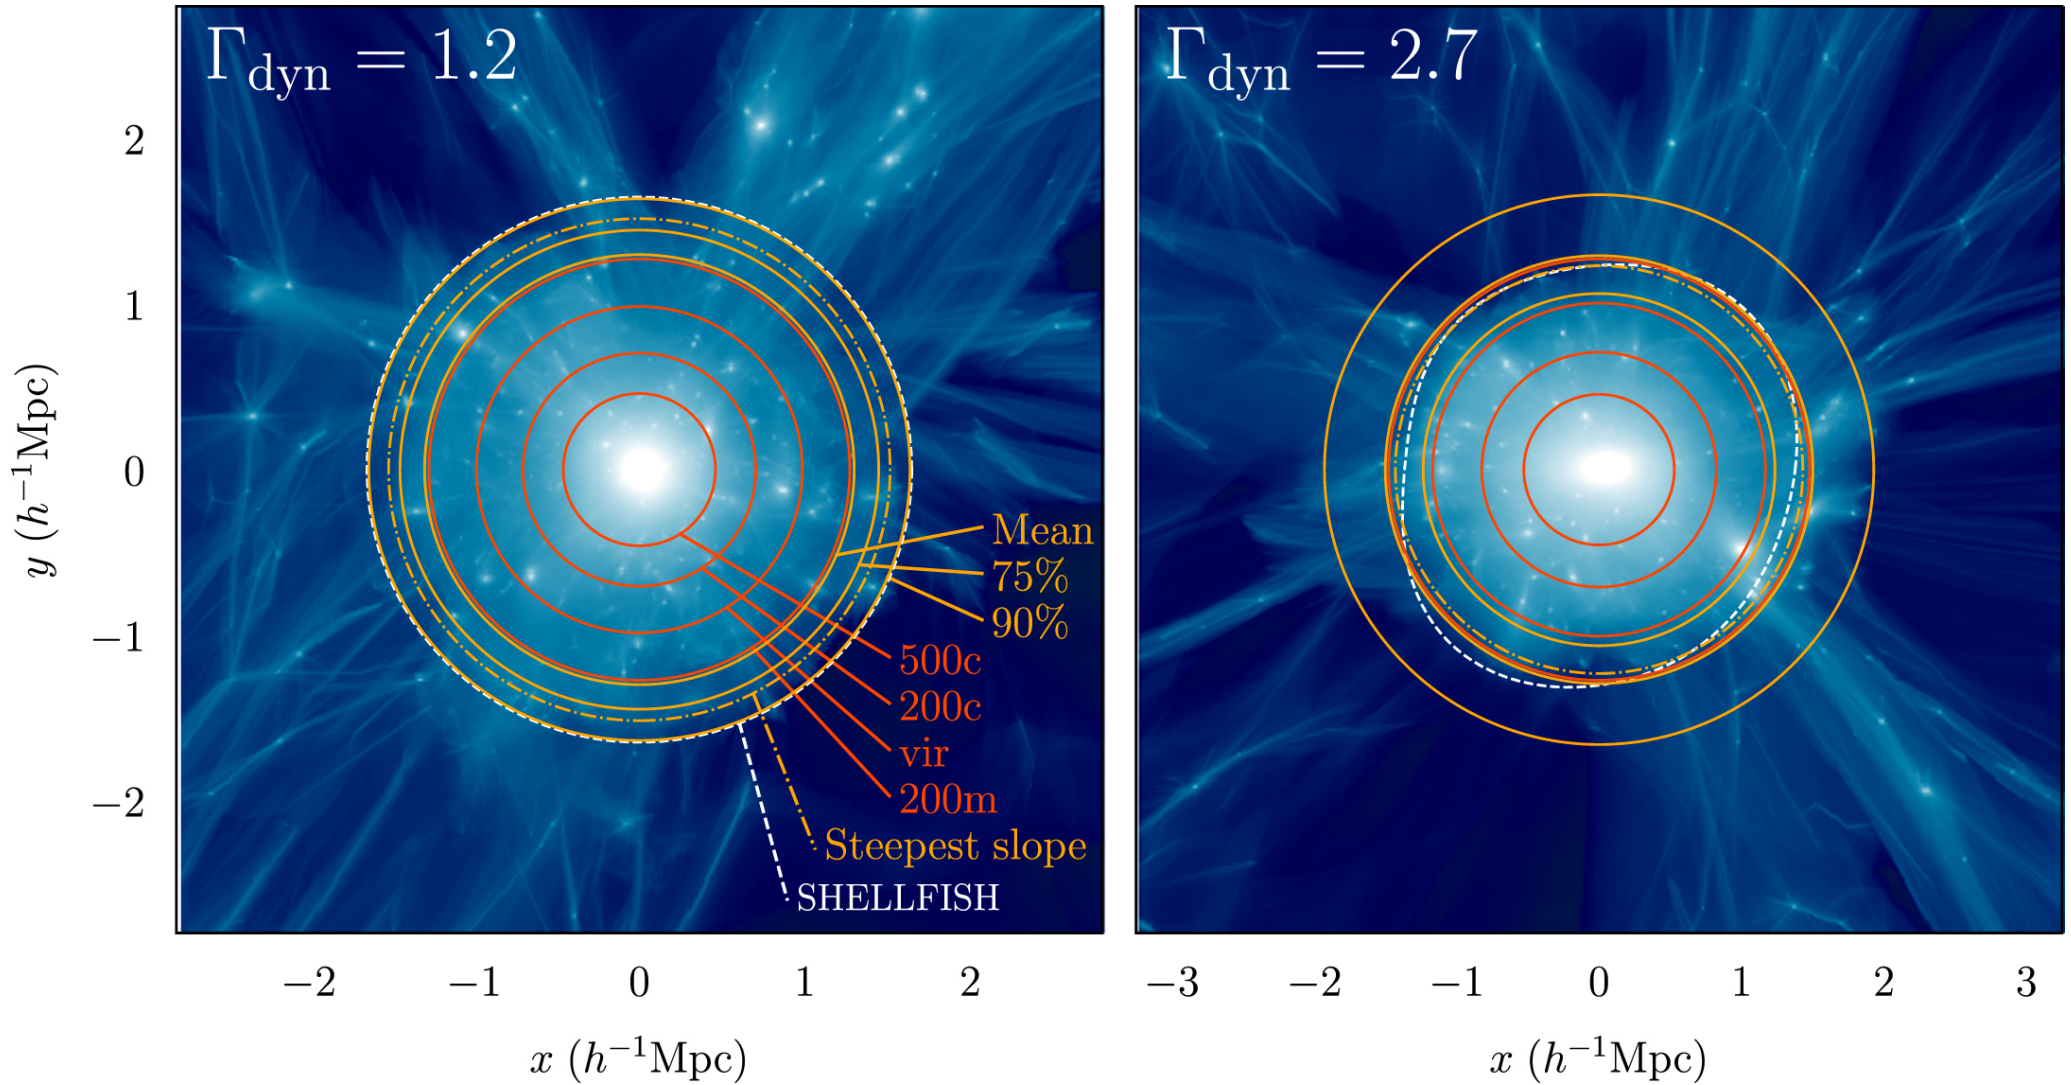 Γdyn = 1.2
Γdyn = 2.7
2
1
0
−1
−2
y (h⁻¹Mpc)
Mean
75%
90%
500c
200c
vir
200m
Steepest slope
SHELLFISH
−2 −1 0 1 2
−3 −2 −1 0 1 2 3
x (h⁻¹Mpc)
x (h⁻¹Mpc)